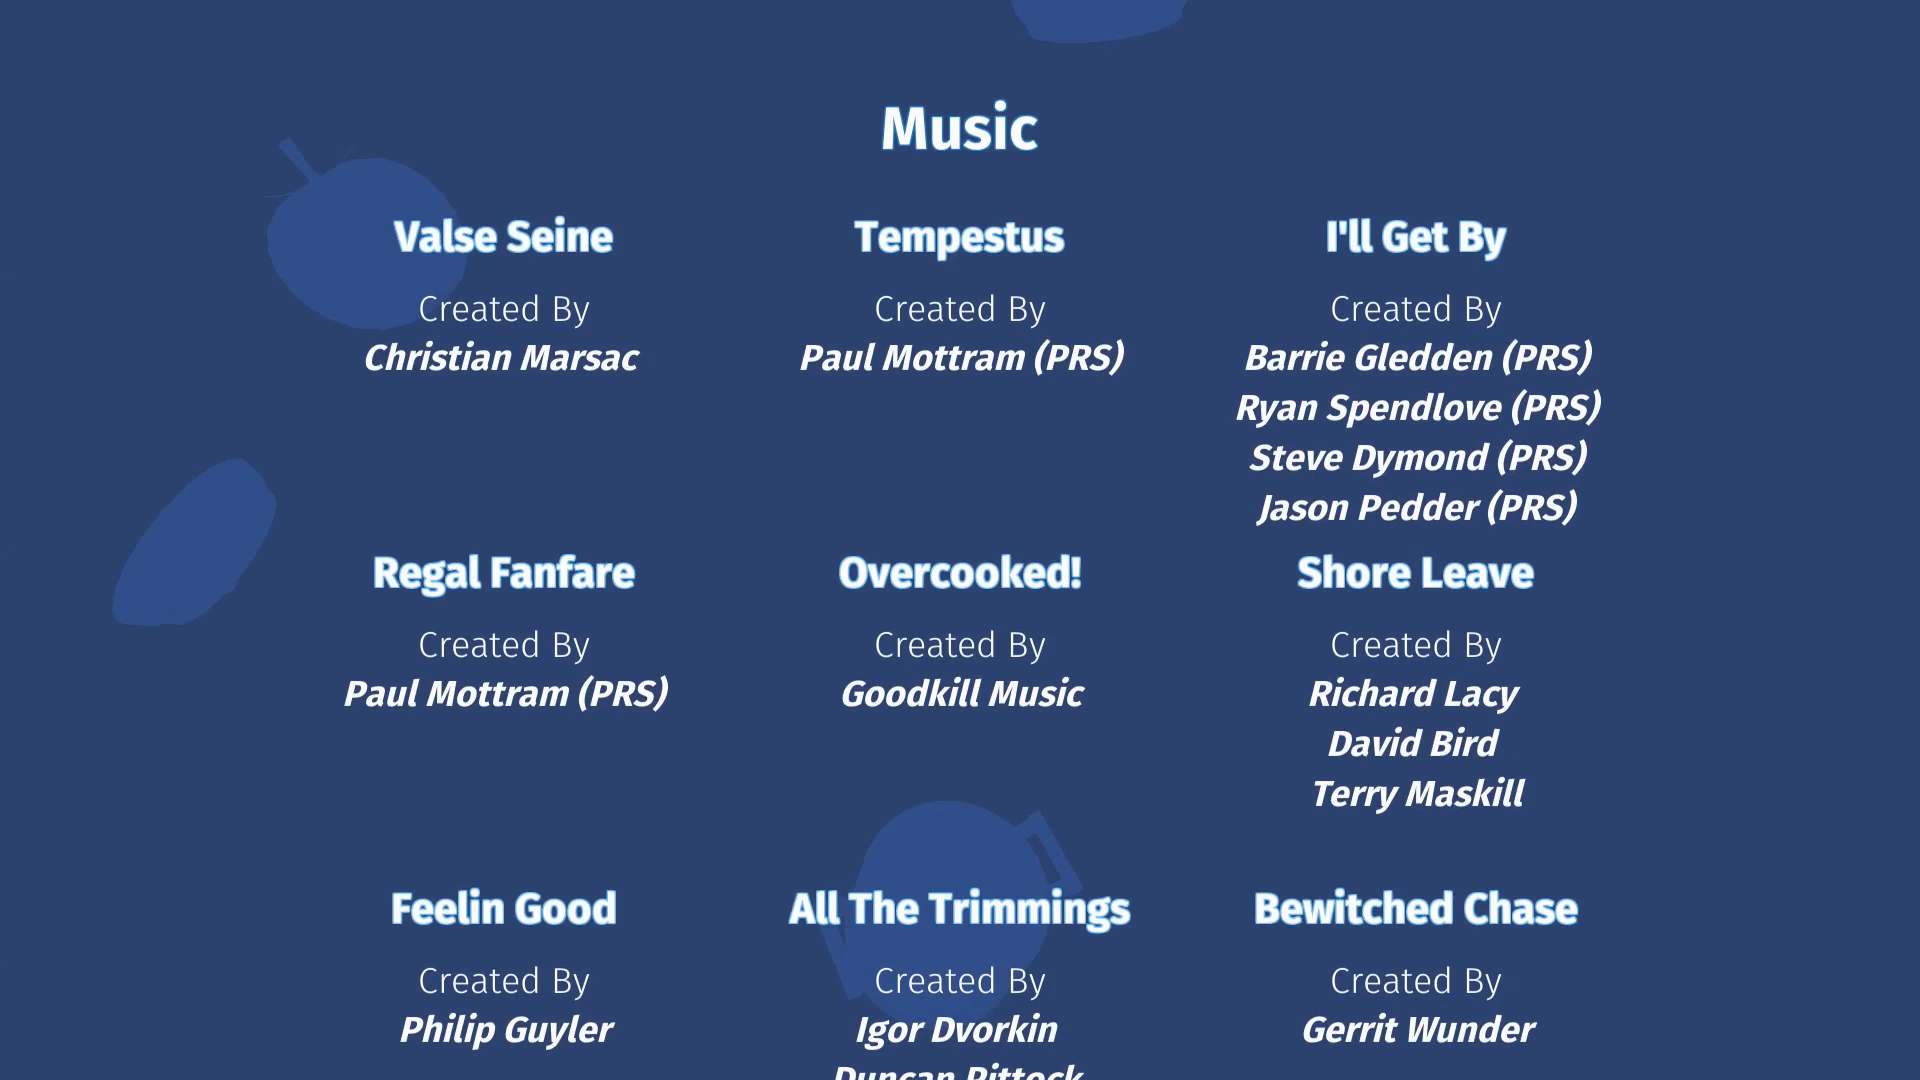 Music
Valse Seine
Created By
Christian Marsac
Tempestus
Created By
Paul Mottram (PRS)
I'll Get By
Created By
Barrie Gledden (PRS)
Ryan Spendlove (PRS)
Steve Dymond (PRS)
Jason Pedder (PRS)
Regal Fanfare
Created By
Paul Mottram (PRS)
Overcooked!
Created By
Goodkill Music
Shore Leave
Created By
Richard Lacy
David Bird
Terry Maskill
Feelin Good
Created By
Philip Guyler
All The Trimmings
Created By
Igor Dvorkin
Duncan Pittock
Bewitched Chase
Created By
Gerrit Wunder